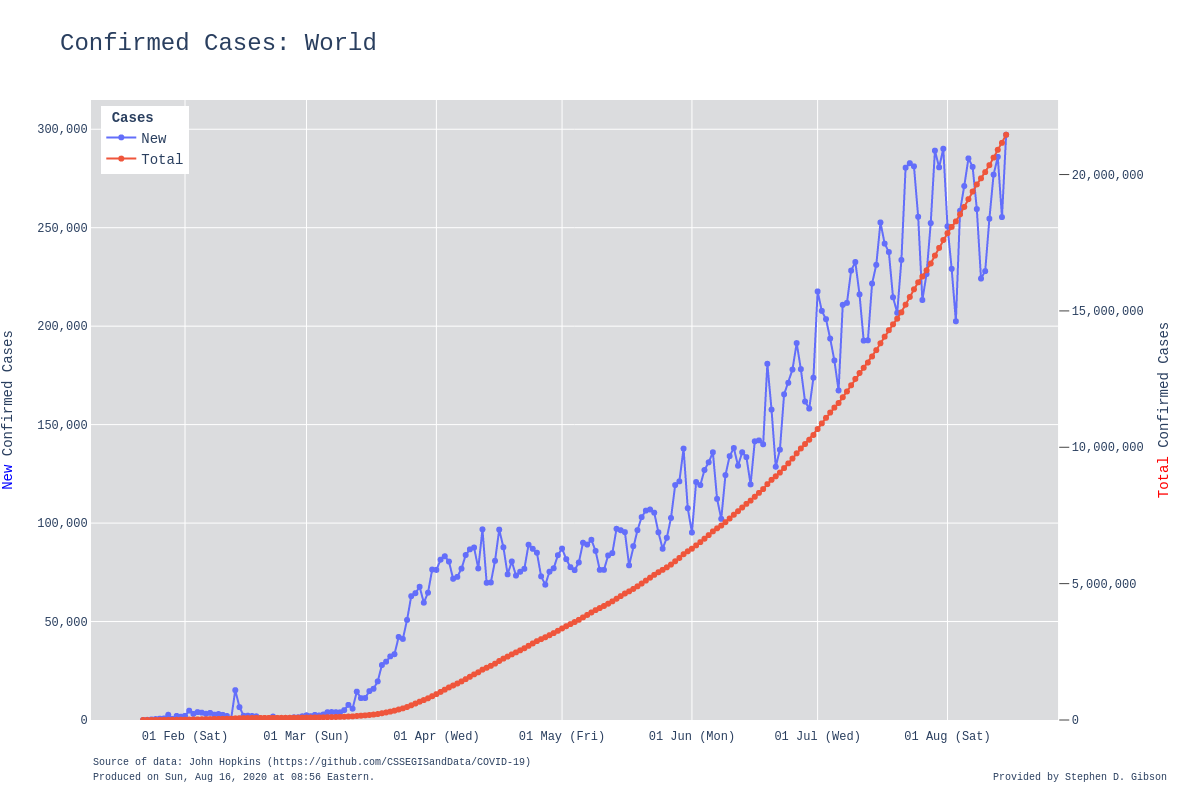 Confirmed Cases: World
Cases
New
Total
300,000
250,000
200,000
150,000
100,000
50,000
0
New Confirmed Cases
20,000,000
15,000,000
10,000,000
5,000,000
0
Total Confirmed Cases
01 Feb (Sat) 01 Mar (Sun) 01 Apr (Wed) 01 May (Fri) 01 Jun (Mon) 01 Jul (Wed) 01 Aug (Sat)
Source of data: John Hopkins (https://github.com/CSSEGISandData/COVID-19)
Produced on Sun, Aug 16, 2020 at 08:56 Eastern.
Provided by Stephen D. Gibson